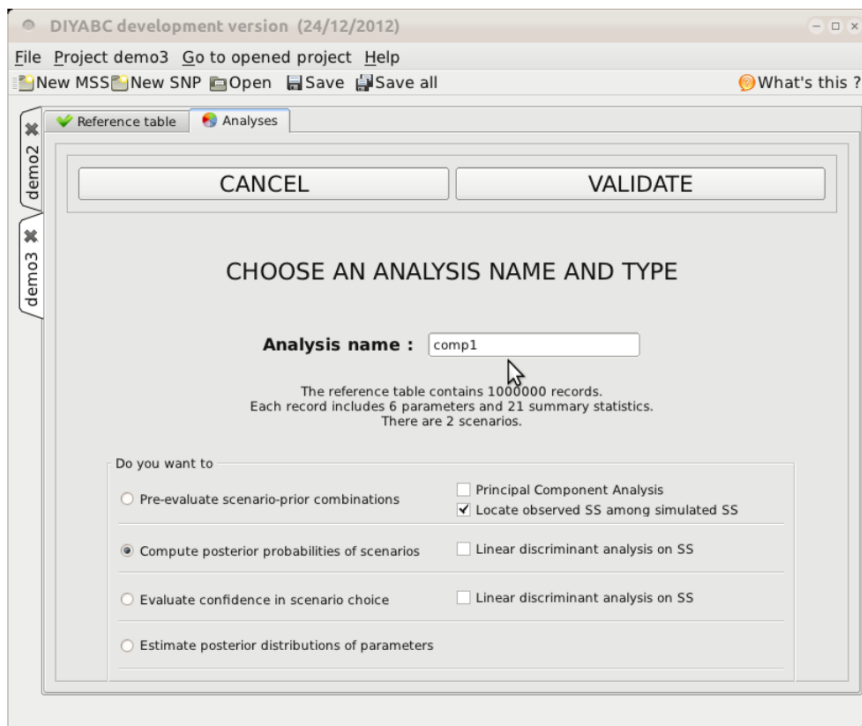 DIYABC development version (24/12/2012)
File Project demo3 Go to opened project Help
New MSS New SNP Open Save Save all What's this ?
Reference table Analyses
demo2
demo3
CANCEL VALIDATE
CHOOSE AN ANALYSIS NAME AND TYPE
Analysis name : comp1
The reference table contains 1000000 records.
Each record includes 6 parameters and 21 summary statistics.
There are 2 scenarios.
Do you want to
Pre-evaluate scenario-prior combinations
Principal Component Analysis
Locate observed SS among simulated SS
Compute posterior probabilities of scenarios Linear discriminant analysis on SS
Evaluate confidence in scenario choice Linear discriminant analysis on SS
Estimate posterior distributions of parameters